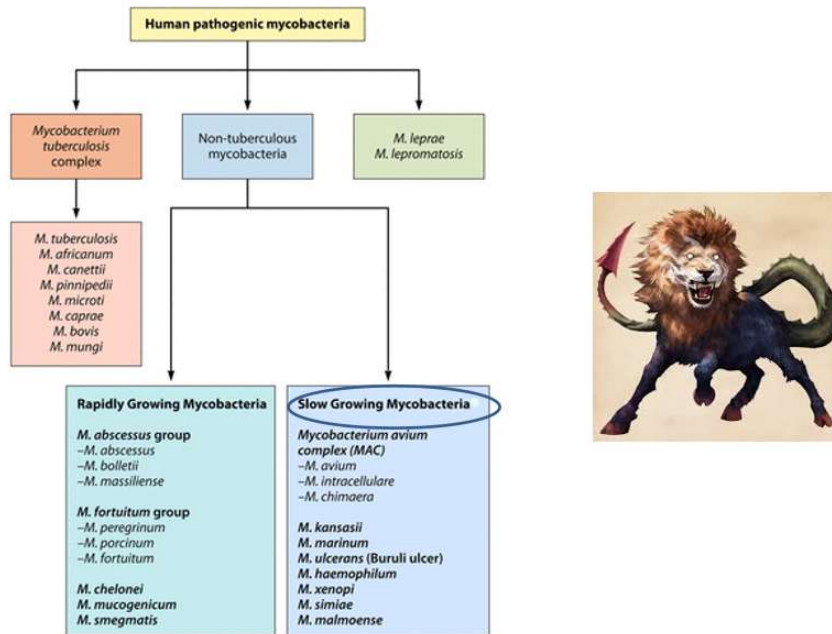 Human pathogenic mycobacteria
Mycobacterium
tuberculosis
complex
Non-tuberculous
mycobacteria
M. leprae
M. lepromatosis
M. tuberculosis
M. africanum
M. canettii
M. pinnipedii
M. microti
M. caprae
M. bovis
M. mungi
Rapidly Growing Mycobacteria
M. abscessus group
–M. abscessus
–M. bolletii
–M. massiliense
M. fortuitum group
–M. peregrinum
–M. porcinum
–M. fortuitum
M. chelonei
M. mucogenicum
M. smegmatis
Slow Growing Mycobacteria
Mycobacterium avium
complex (MAC)
–M. avium
–M. intracellulare
–M. chimaera
M. kansasii
M. marinum
M. ulcerans (Buruli ulcer)
M. haemophilum
M. xenopi
M. simiae
M. malmoense